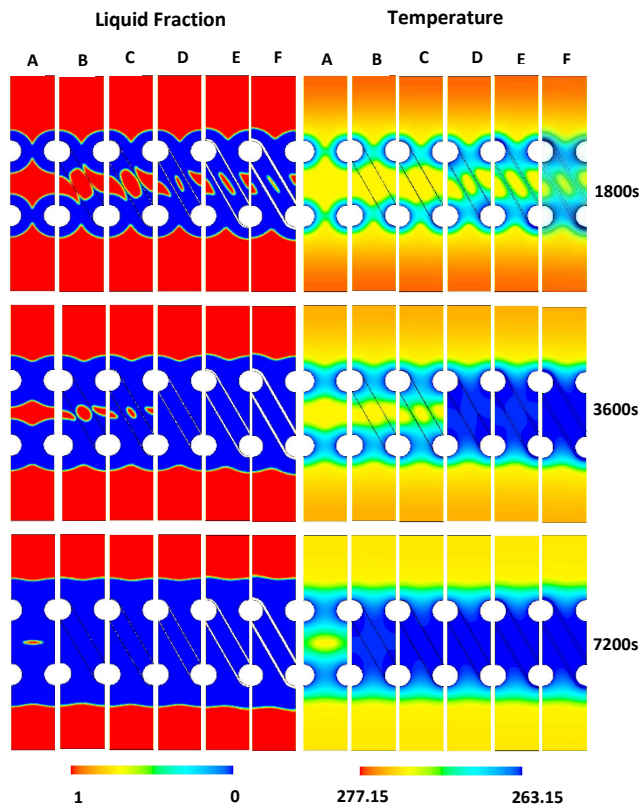 Liquid Fraction Temperature
A B C D E F A B C D E F
1800s
3600s
7200s
1 0 277.15 263.15